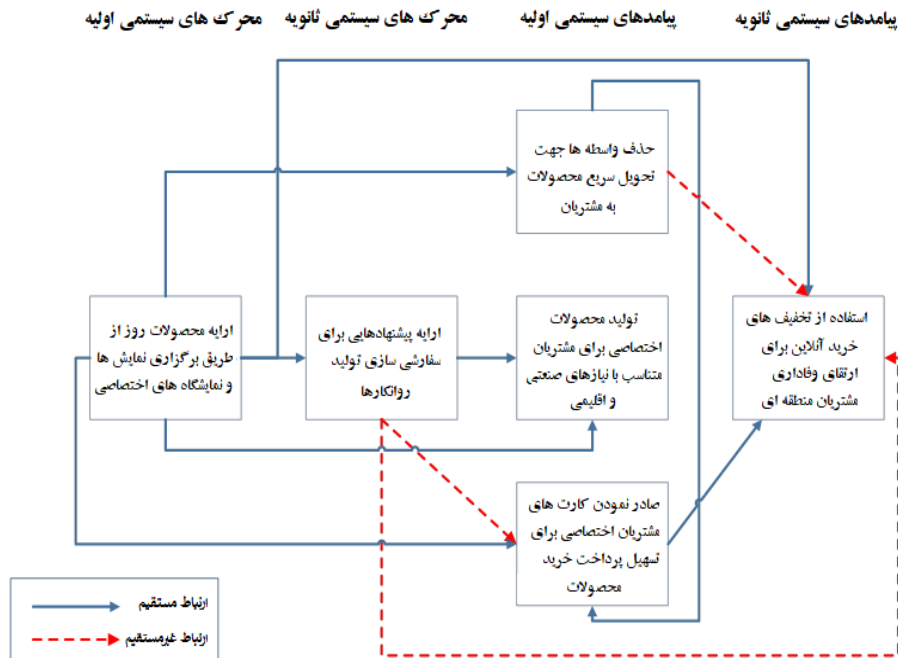 محرک های سیستمی اولیه
محرک های سیستمی ثانویه
پیامدهای سیستمی اولیه
پیامدهای سیستمی ثانویه
حذف واسطه ها جهت
تحویل سریع محصولات
به مشتریان
ارایه محصولات روز از
طریق برگزاری نمایش ها
و نمایشگاه های اختصاصی
ارایه پیشنهادهایی برای
سفارشی سازی تولید
روانکارها
تولید محصولات
اختصاصی برای مشتریان
متناسب با نیازهای صنعتی
و اقلیمی
استفاده از تخفیف های
خرید آنلاین برای
ارتقای وفاداری
مشتریان منطقه ای
صادر نمودن کارت های
مشتریان اختصاصی برای
تسهیل پرداخت خرید
محصولات
ارتباط مستقیم
ارتباط غیرمستقیم